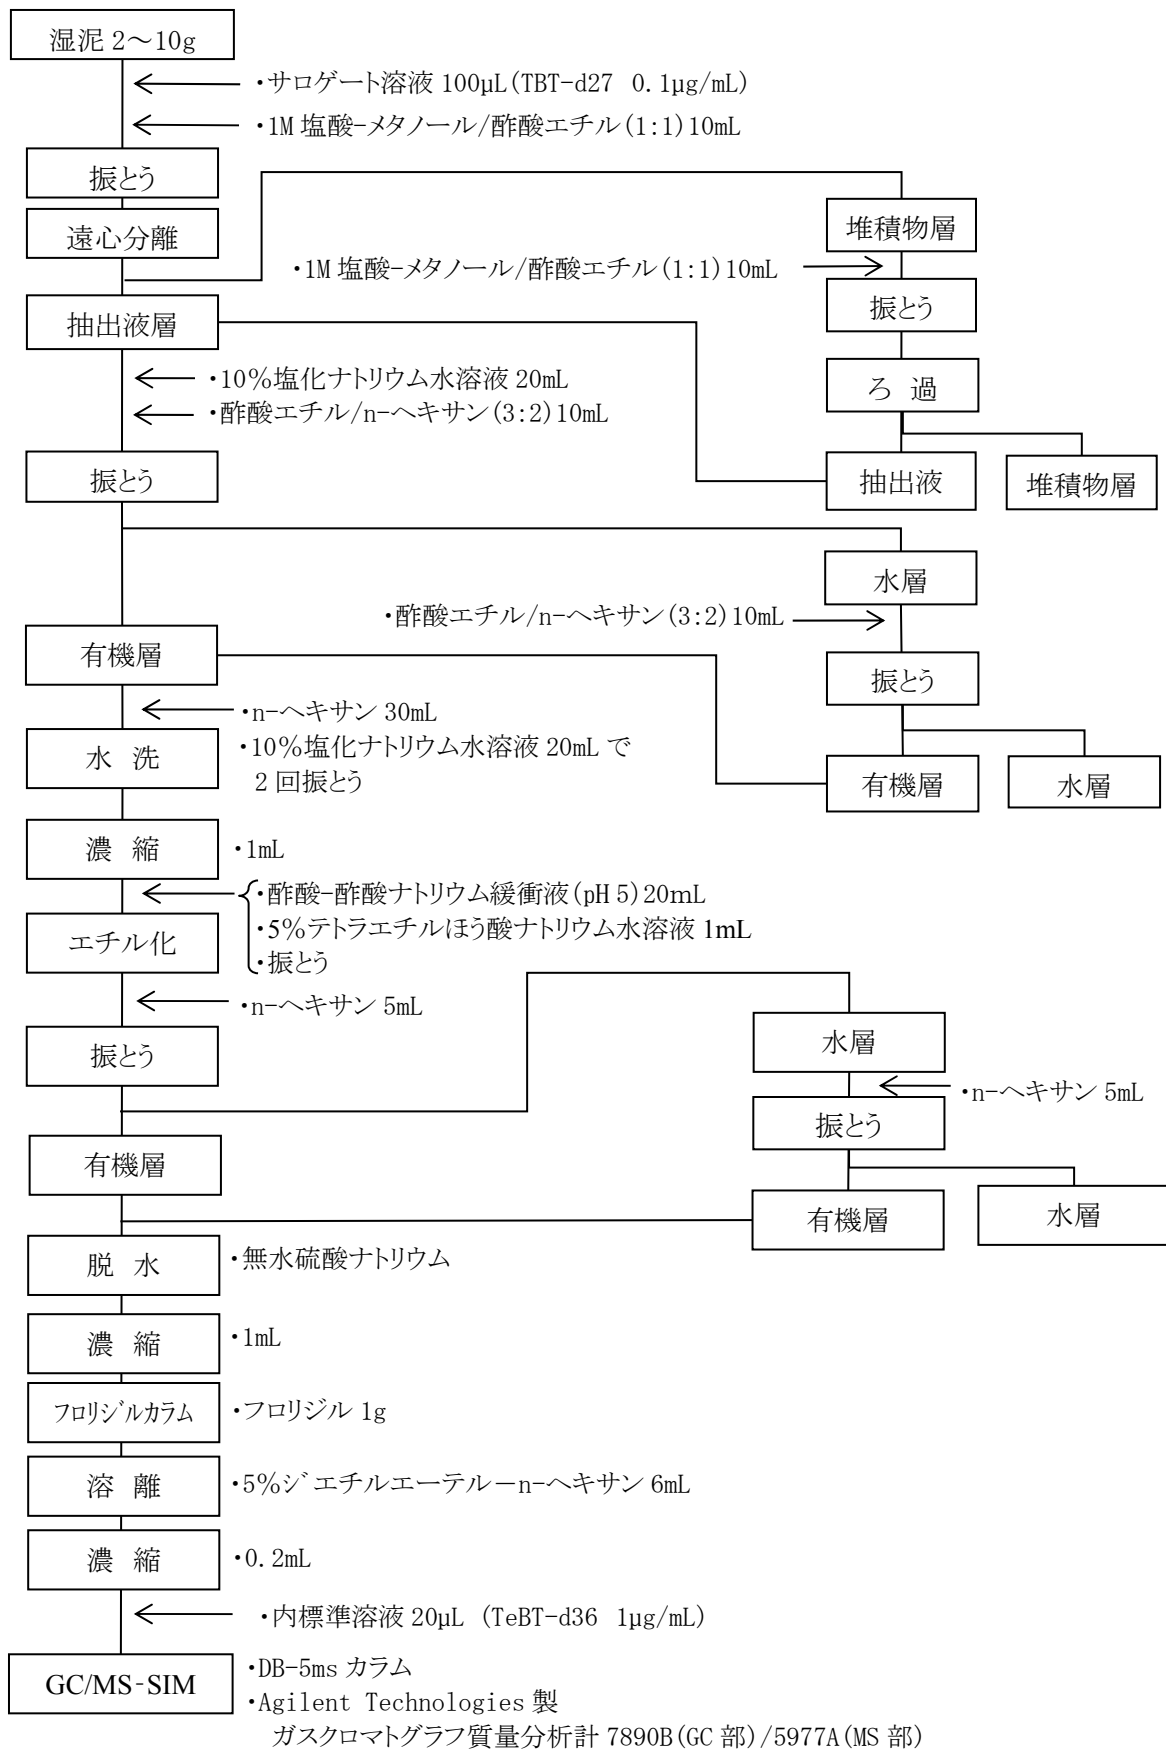 湿泥 2～10g
・サロゲート溶液 100μL(TBT-d27 0.1μg/mL)
・1M 塩酸-メタノール/酢酸エチル(1:1)10mL
振とう
遠心分離
堆積物層
・1M 塩酸-メタノール/酢酸エチル(1:1)10mL
振とう
抽出液層
ろ 過
・10％塩化ナトリウム水溶液 20mL
・酢酸エチル/n-ヘキサン(3:2)10mL
振とう
抽出液
堆積物層
水層
・酢酸エチル/n-ヘキサン(3:2)10mL
有機層
振とう
・n-ヘキサン 30mL
水 洗
・10％塩化ナトリウム水溶液 20mL で
2 回振とう
有機層
水層
濃 縮
・1mL
・酢酸-酢酸ナトリウム緩衝液(pH 5)20mL
・5％テトラエチルほう酸ナトリウム水溶液 1mL
・振とう
エチル化
・n-ヘキサン 5mL
振とう
水層
・n-ヘキサン 5mL
振とう
有機層
有機層
水層
脱 水
・無水硫酸ナトリウム
濃 縮
・1mL
フロリジルカラム
・フロリジル 1g
溶 離
・5％ジエチルエーテル－n-ヘキサン 6mL
濃 縮
・0.2mL
・内標準溶液 20μL (TeBT-d36 1μg/mL)
GC/MS-SIM
・DB-5ms カラム
・Agilent Technologies 製
ガスクロマトグラフ質量分析計 7890B(GC 部)/5977A(MS 部)